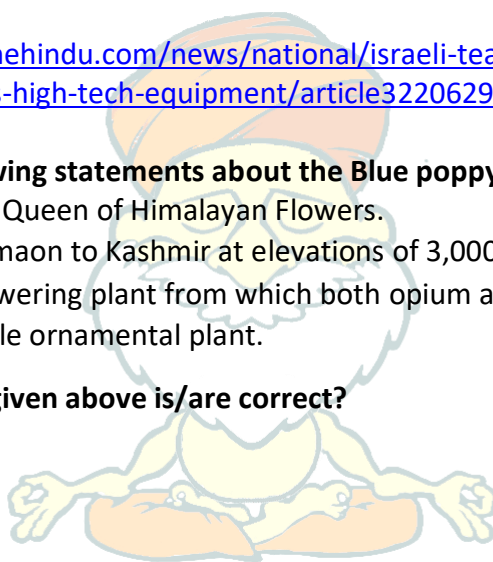 nehindu.com/news/national/israeli-tea
s-high-tech-equipment/article3220629
wing statements about the Blue poppy
Queen of Himalayan Flowers.
maon to Kashmir at elevations of 3,000
wering plant from which both opium a
le ornamental plant.
given above is/are correct?